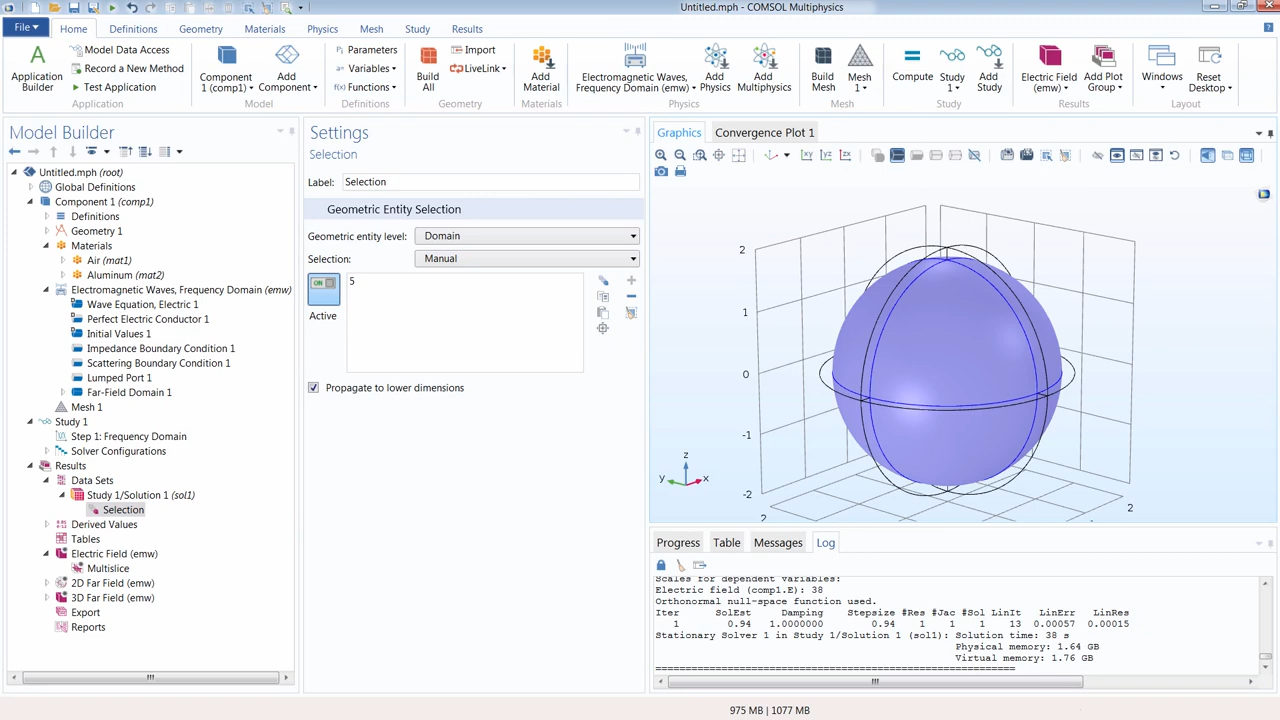 Untitled.mph - COMSOL Multiphysics
File Home Definitions Geometry Materials Physics Mesh Study Results
Application Builder
Model Data Access
Record a New Method
Test Application
Application
Component 1 (comp1)
Add Component
Model
Pi Parameters
a= Variables
f(x) Functions
Definitions
Build All
Import
LiveLink
Geometry
Add Material
Materials
Electromagnetic Waves, Frequency Domain (emw)
Add Physics
Add Multiphysics
Physics
Build Mesh
Mesh 1
Mesh
Compute
Study 1
Add Study
Study
Electric Field (emw)
Add Plot Group
Results
Windows
Reset Desktop
Layout
Model Builder
Untitled.mph (root)
Global Definitions
Component 1 (comp1)
Definitions
Geometry 1
Materials
Air (mat1)
Aluminum (mat2)
Electromagnetic Waves, Frequency Domain (emw)
Wave Equation, Electric 1
Perfect Electric Conductor 1
Initial Values 1
Impedance Boundary Condition 1
Scattering Boundary Condition 1
Lumped Port 1
Far-Field Domain 1
Mesh 1
Study 1
Step 1: Frequency Domain
Solver Configurations
Results
Data Sets
Study 1/Solution 1 (sol1)
Selection
Derived Values
Tables
Electric Field (emw)
Multislice
2D Far Field (emw)
3D Far Field (emw)
Export
Reports
Settings
Selection
Label: Selection
Geometric Entity Selection
Geometric entity level: Domain
Selection: Manual
ON
Active
5
Propagate to lower dimensions
Graphics Convergence Plot 1
xy yz zx
2
1
0
-1
-2
2
2
z
y x
Progress Table Messages Log
Scales for dependent variables:
Electric field (comp1.E): 38
Orthonormal null-space function used.
Iter SolEst Damping Stepsize #Res #Jac #Sol LinIt LinErr LinRes
1 0.94 1.0000000 0.94 1 1 1 13 0.00057 0.00015
Stationary Solver 1 in Study 1/Solution 1 (sol1): Solution time: 38 s
Physical memory: 1.64 GB
Virtual memory: 1.76 GB
975 MB | 1077 MB